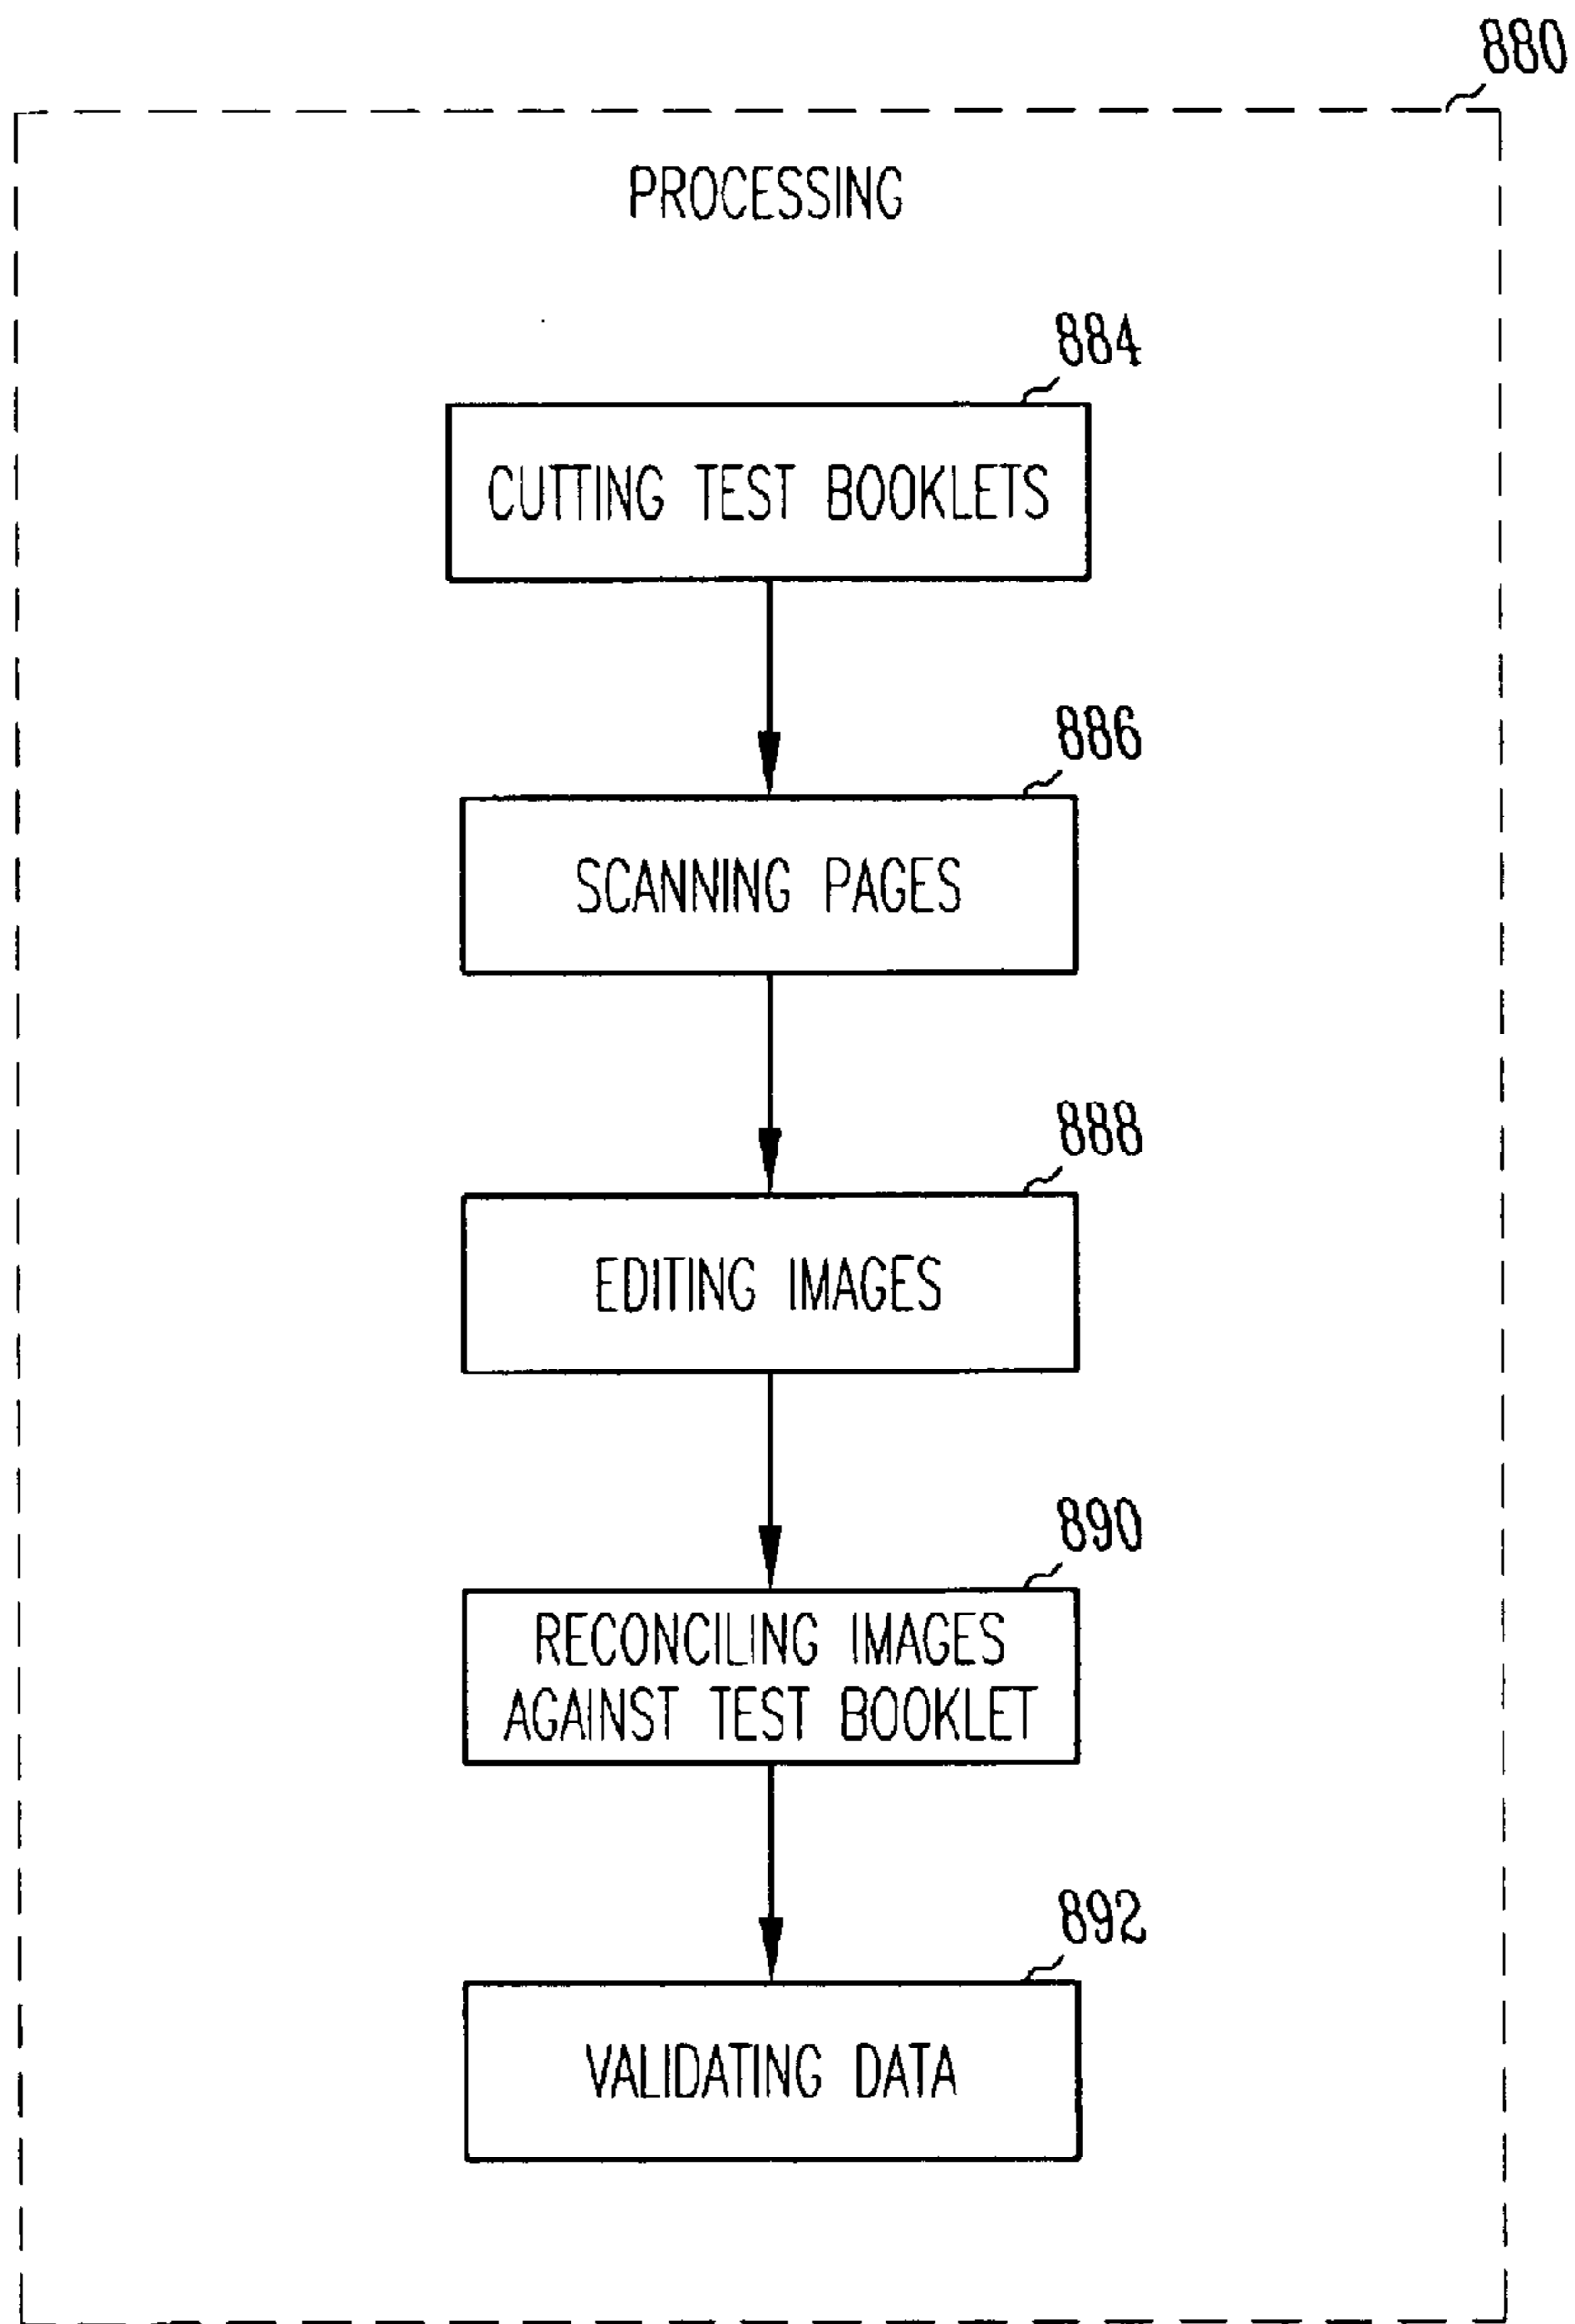 880
PROCESSING
884
CUTTING TEST BOOKLETS
886
SCANNING PAGES
888
EDITING IMAGES
890
RECONCILING IMAGES
AGAINST TEST BOOKLET
892
VALIDATING DATA